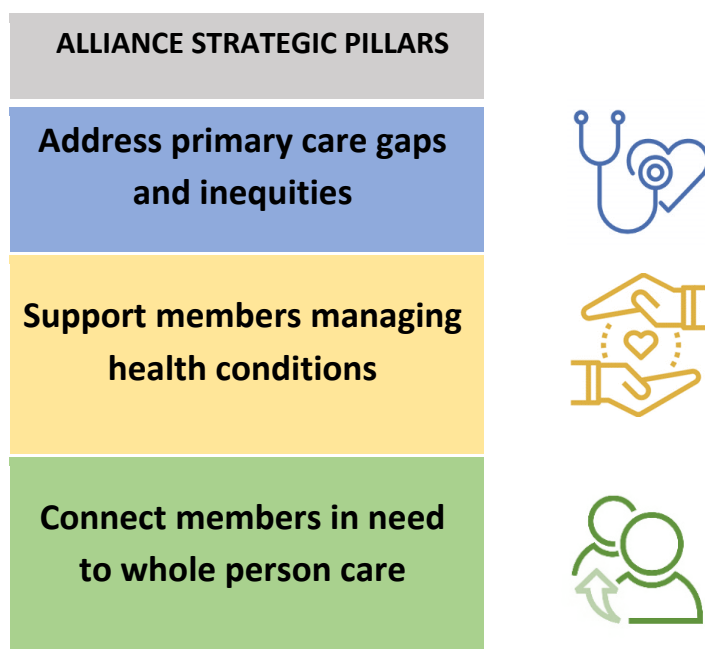 ALLIANCE STRATEGIC PILLARS
Address primary care gaps
and inequities
Support members managing
health conditions
Connect members in need
to whole person care